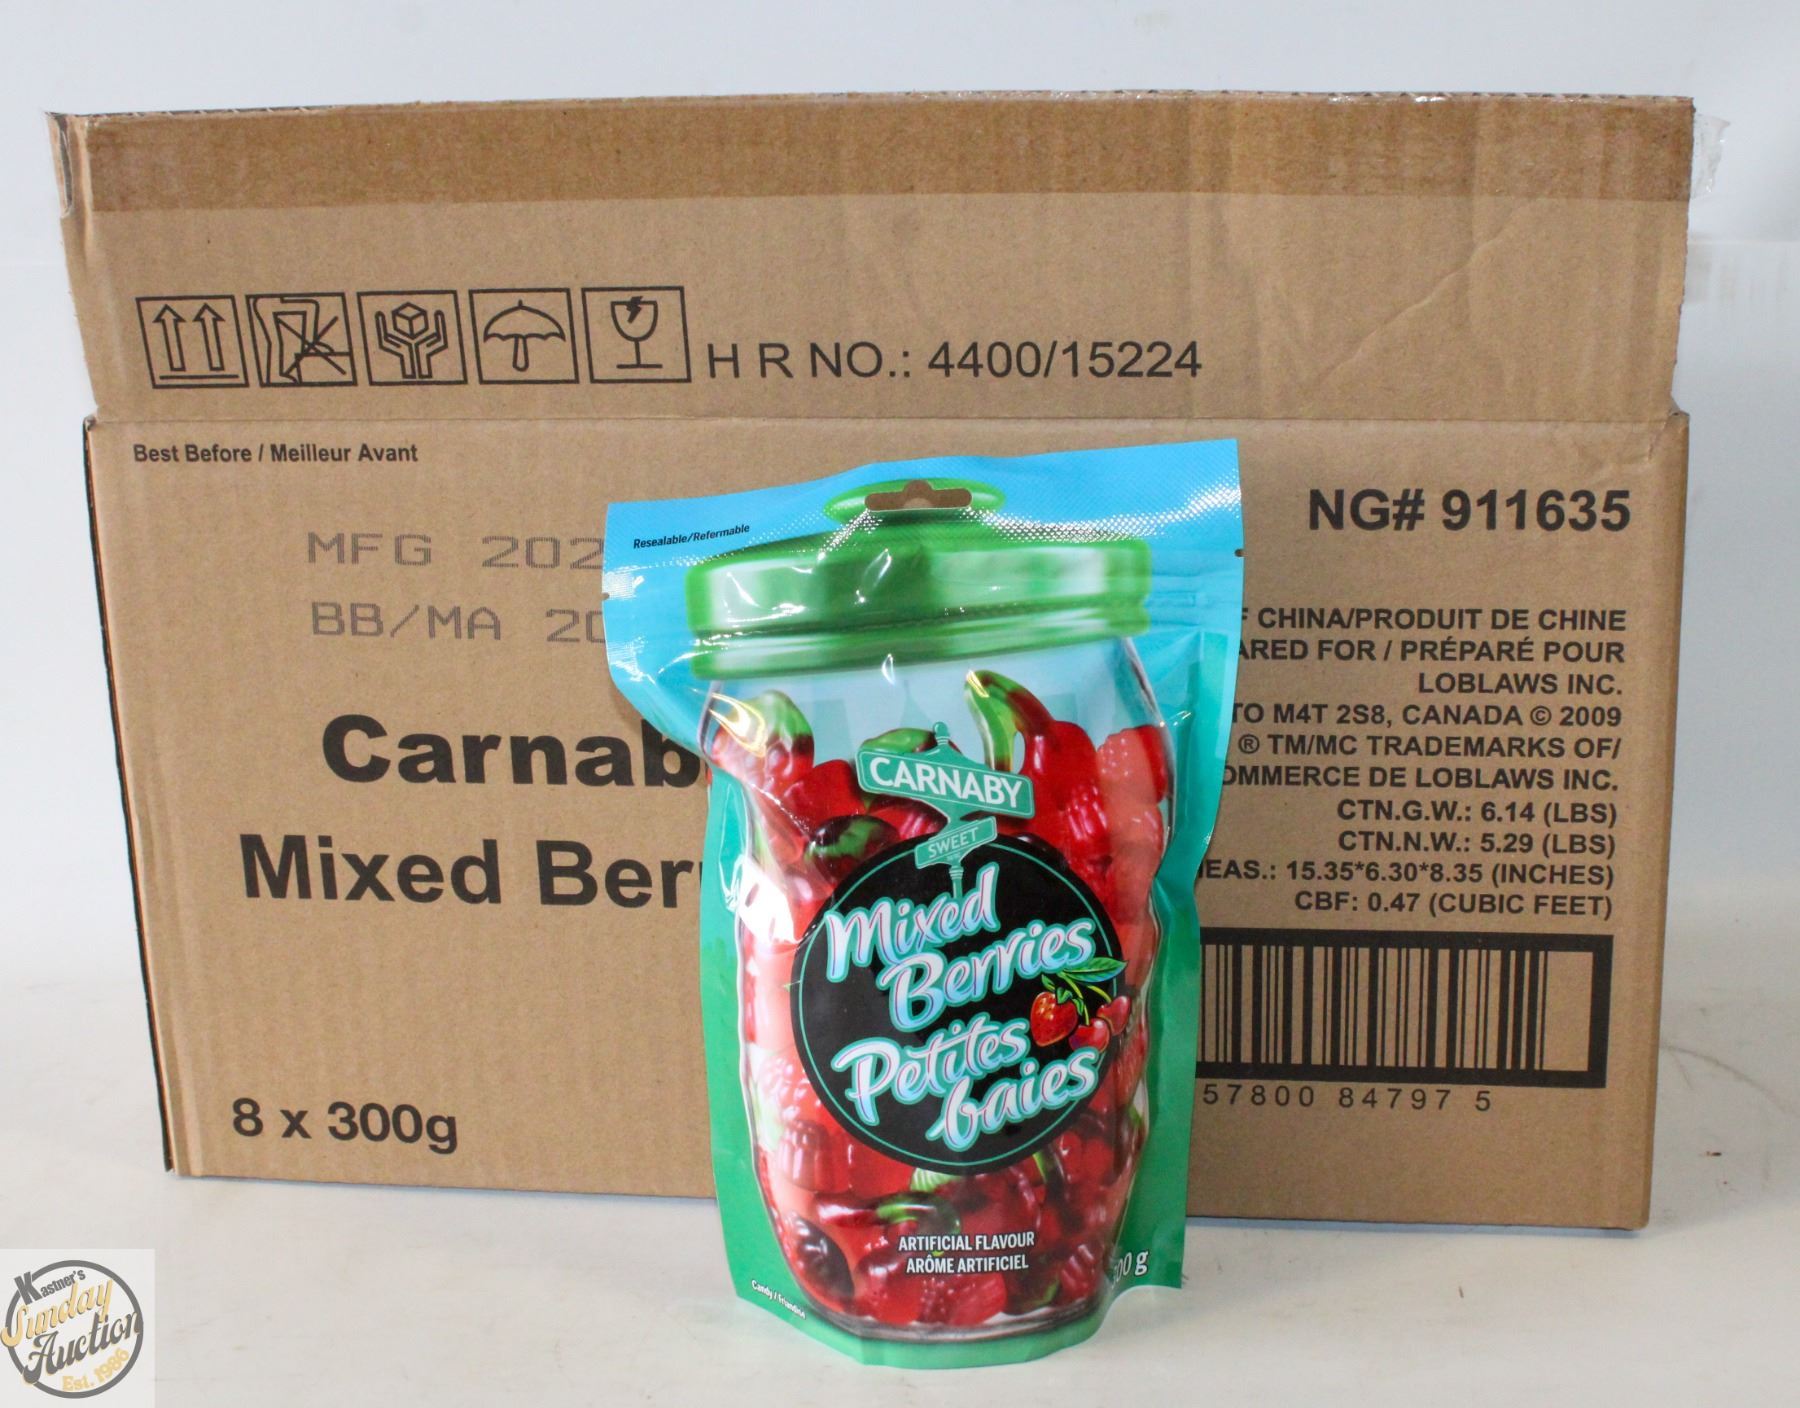 H R NO.: 4400/15224
Best Before / Meilleur Avant
NG# 911635
MFG 202
BB/MA 20
Carnab
Mixed Ber
8 x 300g
CHINA/PRODUIT DE CHINE
ARED FOR / PRÉPARÉ POUR
LOBLAWS INC.
TO M4T 2S8, CANADA © 2009
® TM/MC TRADEMARKS OF/
OMMERCE DE LOBLAWS INC.
CTN.G.W.: 6.14 (LBS)
CTN.N.W.: 5.29 (LBS)
EAS.: 15.35*6.30*8.35 (INCHES)
CBF: 0.47 (CUBIC FEET)
57800 84797 5
Resealable/Refermable
CARNABY
SWEET
Mixed
Berries
Petites
baies
ARTIFICIAL FLAVOUR
ARÔME ARTIFICIEL
Candy / Friandise
00 g
Kastner's
Sunday
Auction
Est. 1986